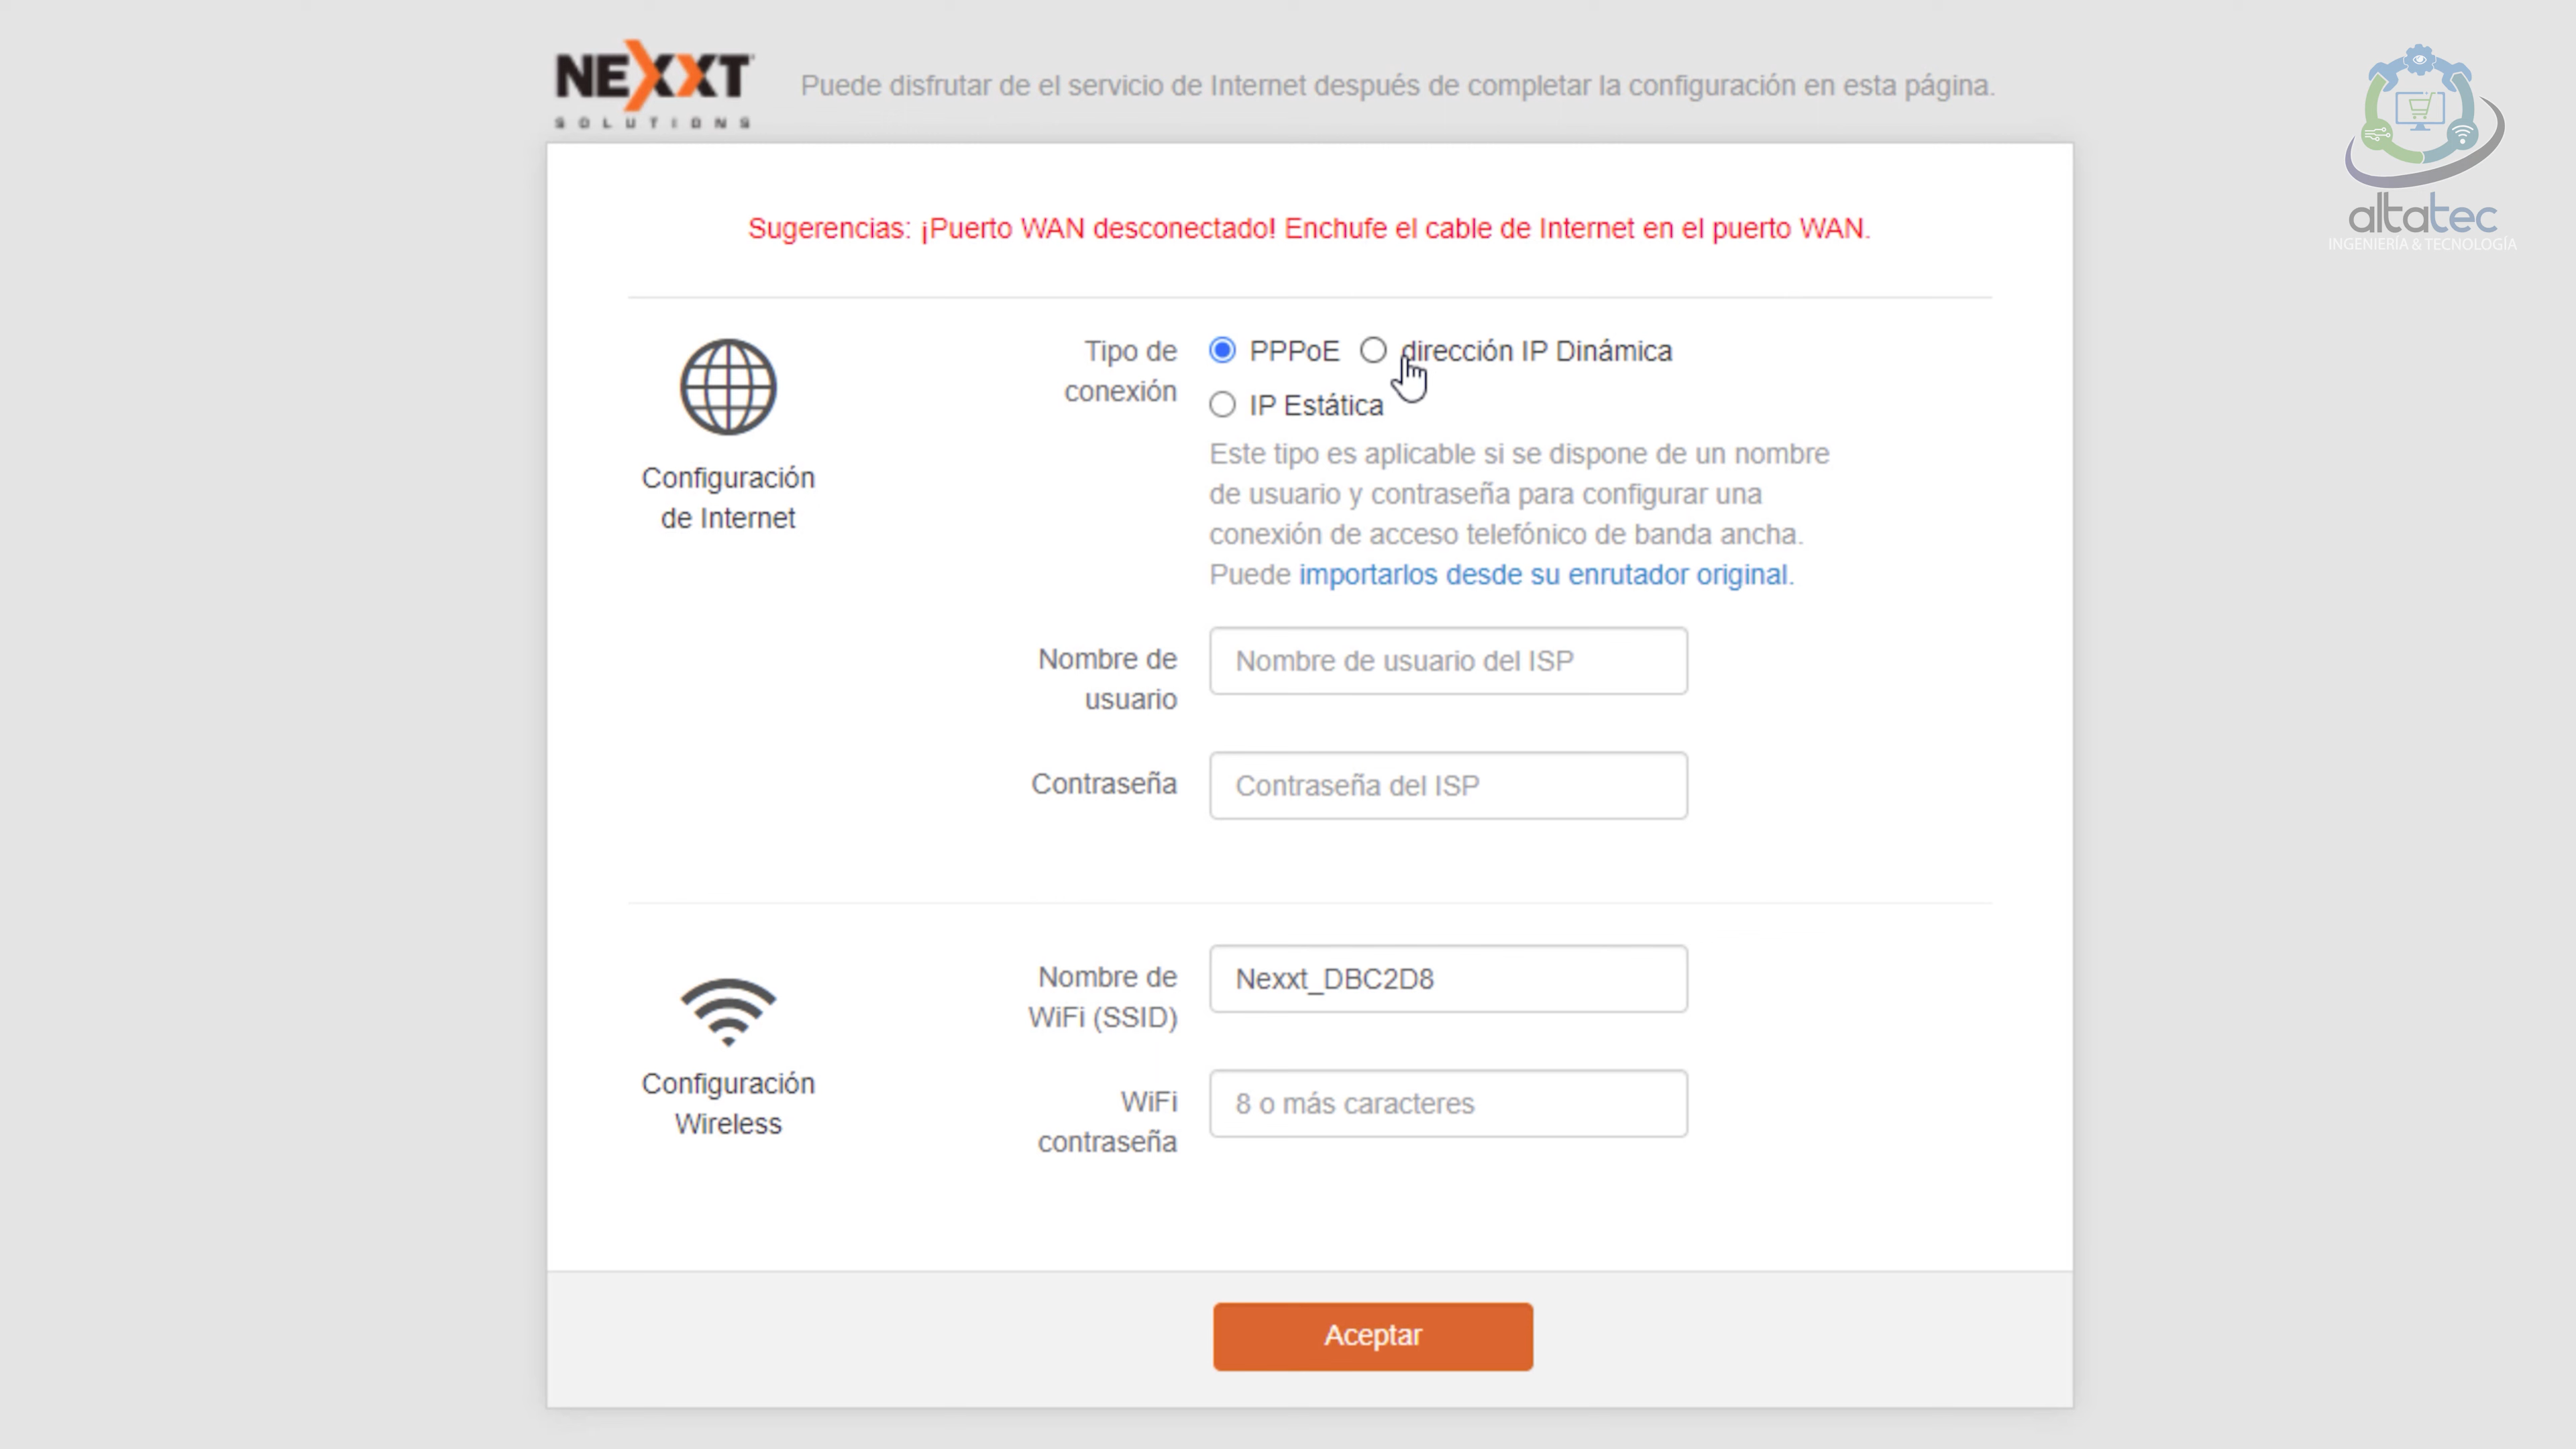 NEXXT
SOLUTIONS
Puede disfrutar de el servicio de Internet después de completar la configuración en esta página.
altatec
INGENIERÍA & TECNOLOGÍA
Sugerencias: ¡Puerto WAN desconectado! Enchufe el cable de Internet en el puerto WAN.
Configuración
de Internet
Tipo de
conexión
PPPoE dirección IP Dinámica
IP Estática
Este tipo es aplicable si se dispone de un nombre
de usuario y contraseña para configurar una
conexión de acceso telefónico de banda ancha.
Puede importarlos desde su enrutador original.
Nombre de
usuario
Nombre de usuario del ISP
Contraseña
Contraseña del ISP
Configuración
Wireless
Nombre de
WiFi (SSID)
Nexxt_DBC2D8
WiFi
contraseña
8 o más caracteres
Aceptar